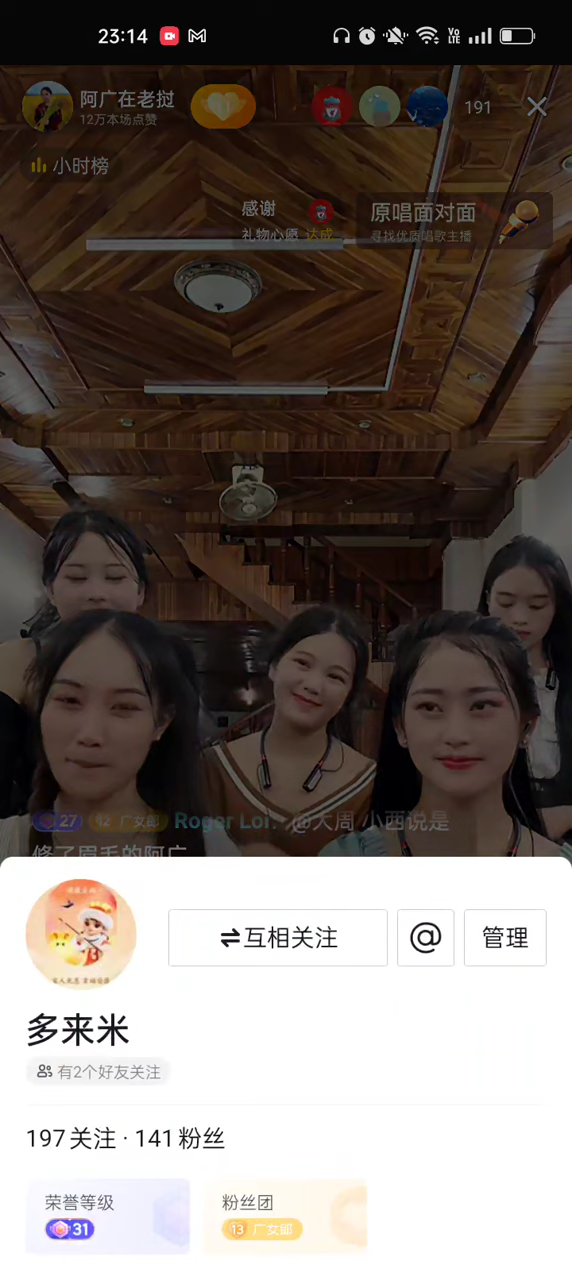 23:14
VO
LTE
阿广在老挝
12万本场点赞
191
小时榜
感谢
礼物心愿 达成
原唱面对面
寻找优质唱歌主播
27 12 广女郎 Roger Loi: @大周 小西说是
修了眉毛的阿广
互相关注 @ 管理
多来米
有2个好友关注
197关注 · 141粉丝
荣誉等级 粉丝团
31 13 广女郎